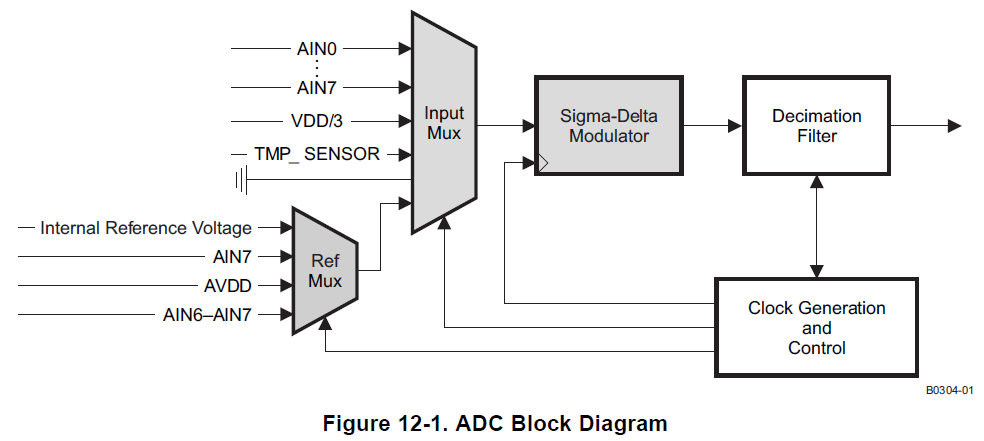 AIN0
AIN7
VDD/3
TMP_ SENSOR
Input
Mux
Sigma-Delta
Modulator
Decimation
Filter
Internal Reference Voltage
AIN7
AVDD
AIN6–AIN7
Ref
Mux
Clock Generation
and
Control
B0304-01
Figure 12-1. ADC Block Diagram